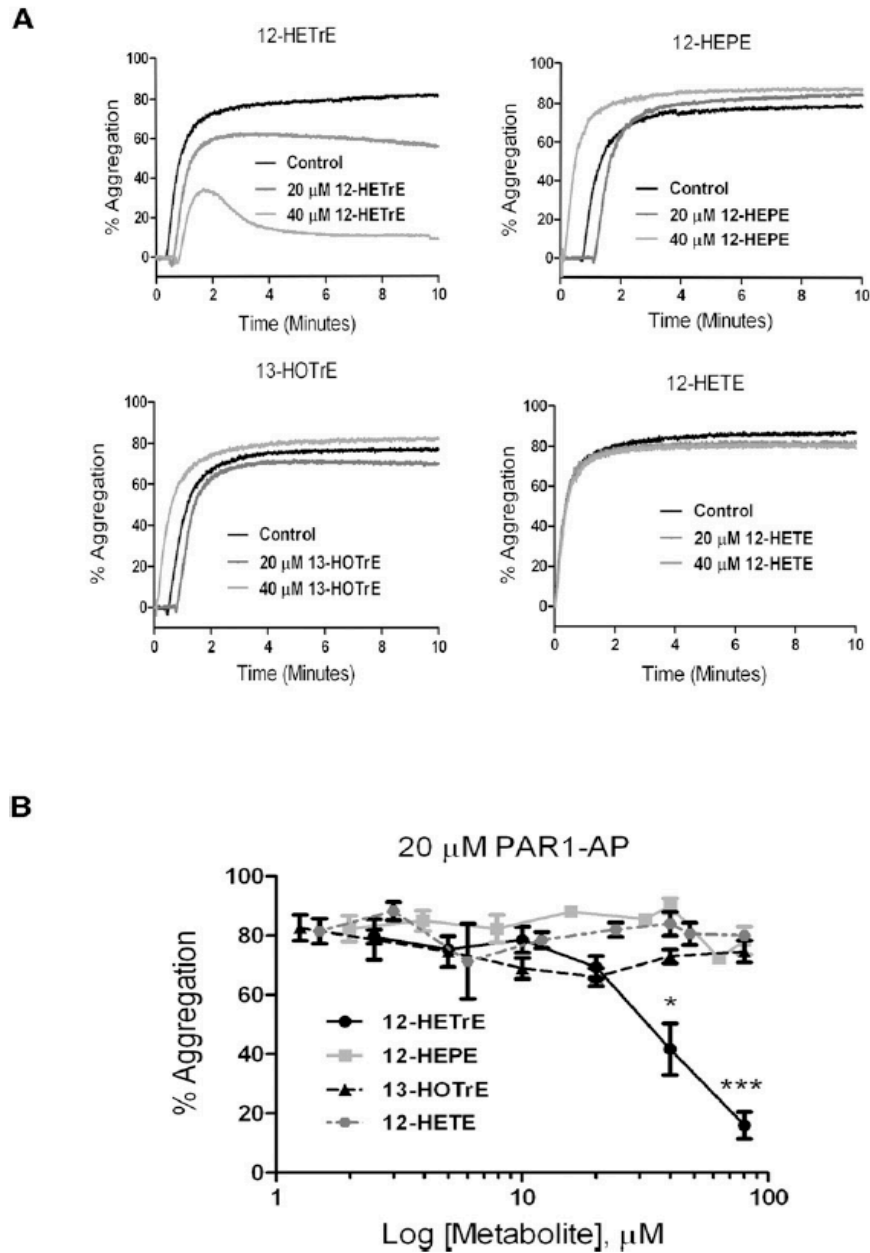 A
12-HETrE
% Aggregation
100
80
60
40
20
0
Control
20 μM 12-HETrE
40 μM 12-HETrE
0 2 4 6 8 10
Time (Minutes)
12-HEPE
% Aggregation
100
80
60
40
20
0
Control
20 μM 12-HEPE
40 μM 12-HEPE
0 2 4 6 8 10
Time (Minutes)
13-HOTrE
% Aggregation
100
80
60
40
20
0
Control
20 μM 13-HOTrE
40 μM 13-HOTrE
0 2 4 6 8 10
Time (Minutes)
12-HETE
% Aggregation
100
80
60
40
20
0
Control
20 μM 12-HETE
40 μM 12-HETE
0 2 4 6 8 10
Time (Minutes)
B
20 μM PAR1-AP
% Aggregation
100
80
60
40
20
0
12-HETrE
12-HEPE
13-HOTrE
12-HETE
*
***
1 10 100
Log [Metabolite], μM